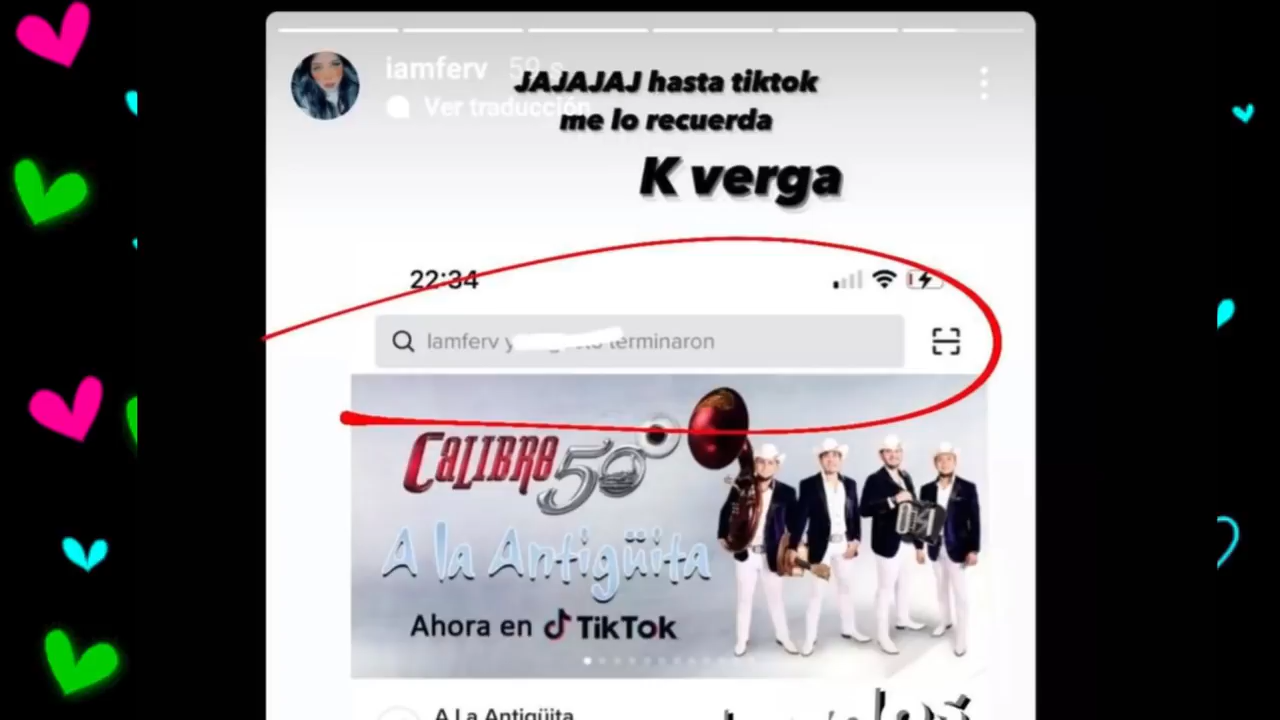 iamferv 59 s
Ver traducción
JAJAJAJ hasta tiktok
me lo recuerda
K verga
22:34
Iamferv y terminaron
CALIBRE 50
A la Antigüita
Ahora en TikTok
A La Antigüita